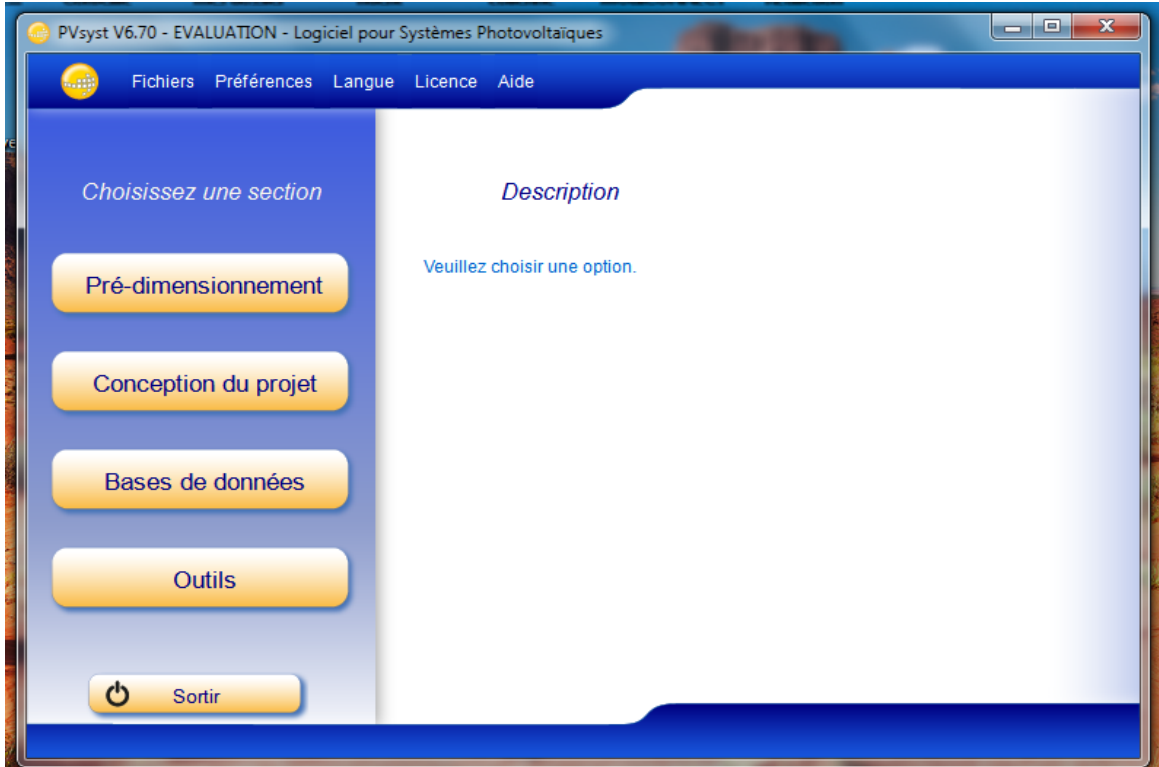 PVsyst V6.70 - EVALUATION - Logiciel pour Systèmes Photovoltaïques
Fichiers Préférences Langue Licence Aide
Choisissez une section
Description
Veuillez choisir une option.
Pré-dimensionnement
Conception du projet
Bases de données
Outils
Sortir